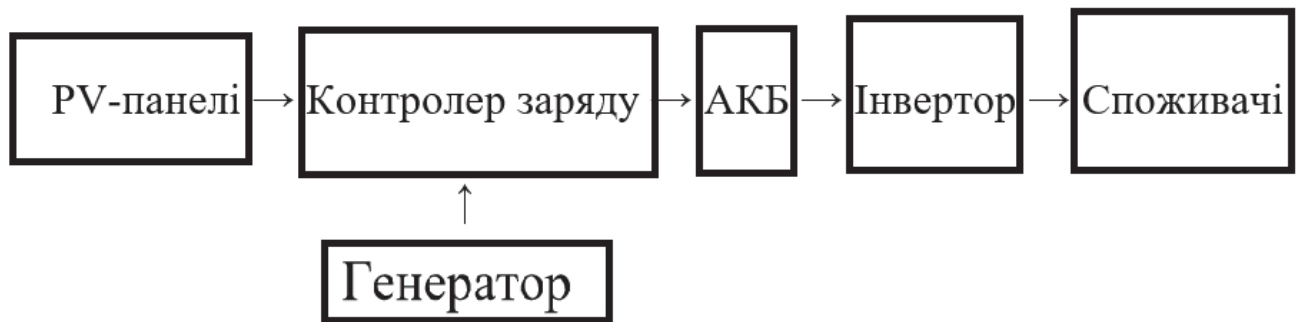 PV-панелі → Контролер заряду → АКБ → Інвертор → Споживачі
↑
Генератор